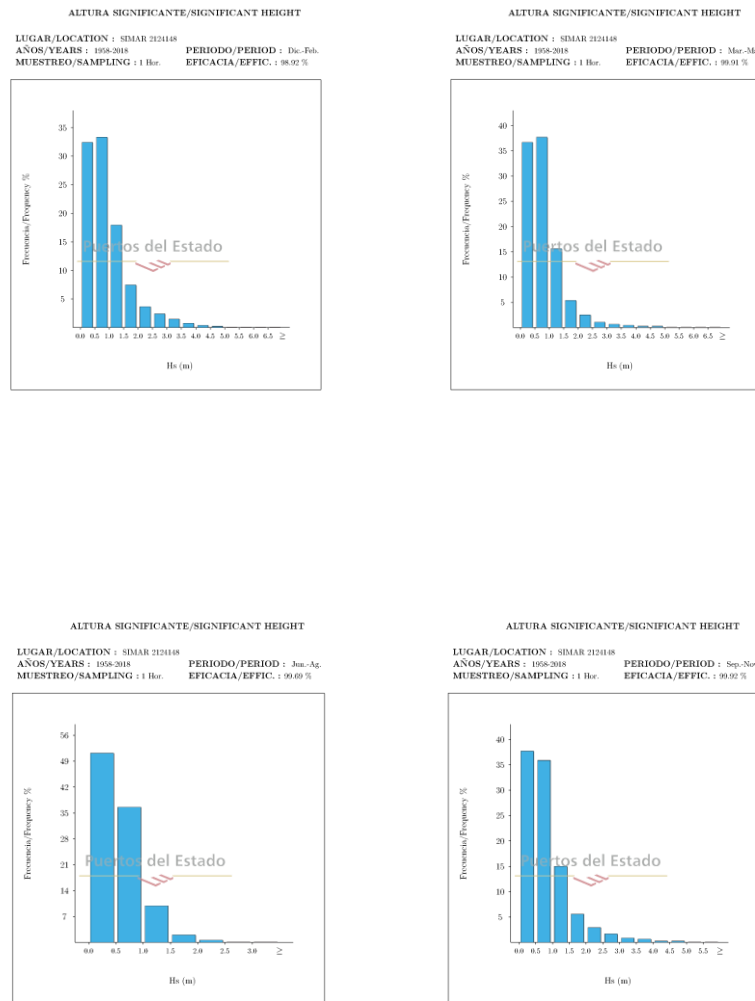 ALTURA SIGNIFICANTE/SIGNIFICANT HEIGHT
LUGAR/LOCATION : SIMAR 2124148
AÑOS/YEARS : 1958-2018 PERIODO/PERIOD : Dic.-Feb.
MUESTREO/SAMPLING : 1 Hor. EFICACIA/EFFIC. : 98.92 %
35
30
25
20
15
10
5
Frecuencia/Frequency %
Puertos del Estado
0.0 0.5 1.0 1.5 2.0 2.5 3.0 3.5 4.0 4.5 5.0 5.5 6.0 6.5 ≥
Hs (m)
ALTURA SIGNIFICANTE/SIGNIFICANT HEIGHT
LUGAR/LOCATION : SIMAR 2124148
AÑOS/YEARS : 1958-2018 PERIODO/PERIOD : Mar.-Ma
MUESTREO/SAMPLING : 1 Hor. EFICACIA/EFFIC. : 99.91 %
40
35
30
25
20
15
10
5
Frecuencia/Frequency %
Puertos del Estado
0.0 0.5 1.0 1.5 2.0 2.5 3.0 3.5 4.0 4.5 5.0 5.5 6.0 6.5 ≥
Hs (m)
ALTURA SIGNIFICANTE/SIGNIFICANT HEIGHT
LUGAR/LOCATION : SIMAR 2124148
AÑOS/YEARS : 1958-2018 PERIODO/PERIOD : Jun.-Ag.
MUESTREO/SAMPLING : 1 Hor. EFICACIA/EFFIC. : 99.69 %
56
49
42
35
28
21
14
7
Frecuencia/Frequency %
Puertos del Estado
0.0 0.5 1.0 1.5 2.0 2.5 3.0 ≥
Hs (m)
ALTURA SIGNIFICANTE/SIGNIFICANT HEIGHT
LUGAR/LOCATION : SIMAR 2124148
AÑOS/YEARS : 1958-2018 PERIODO/PERIOD : Sep.-Nov
MUESTREO/SAMPLING : 1 Hor. EFICACIA/EFFIC. : 99.92 %
40
35
30
25
20
15
10
5
Frecuencia/Frequency %
Puertos del Estado
0.0 0.5 1.0 1.5 2.0 2.5 3.0 3.5 4.0 4.5 5.0 5.5 ≥
Hs (m)